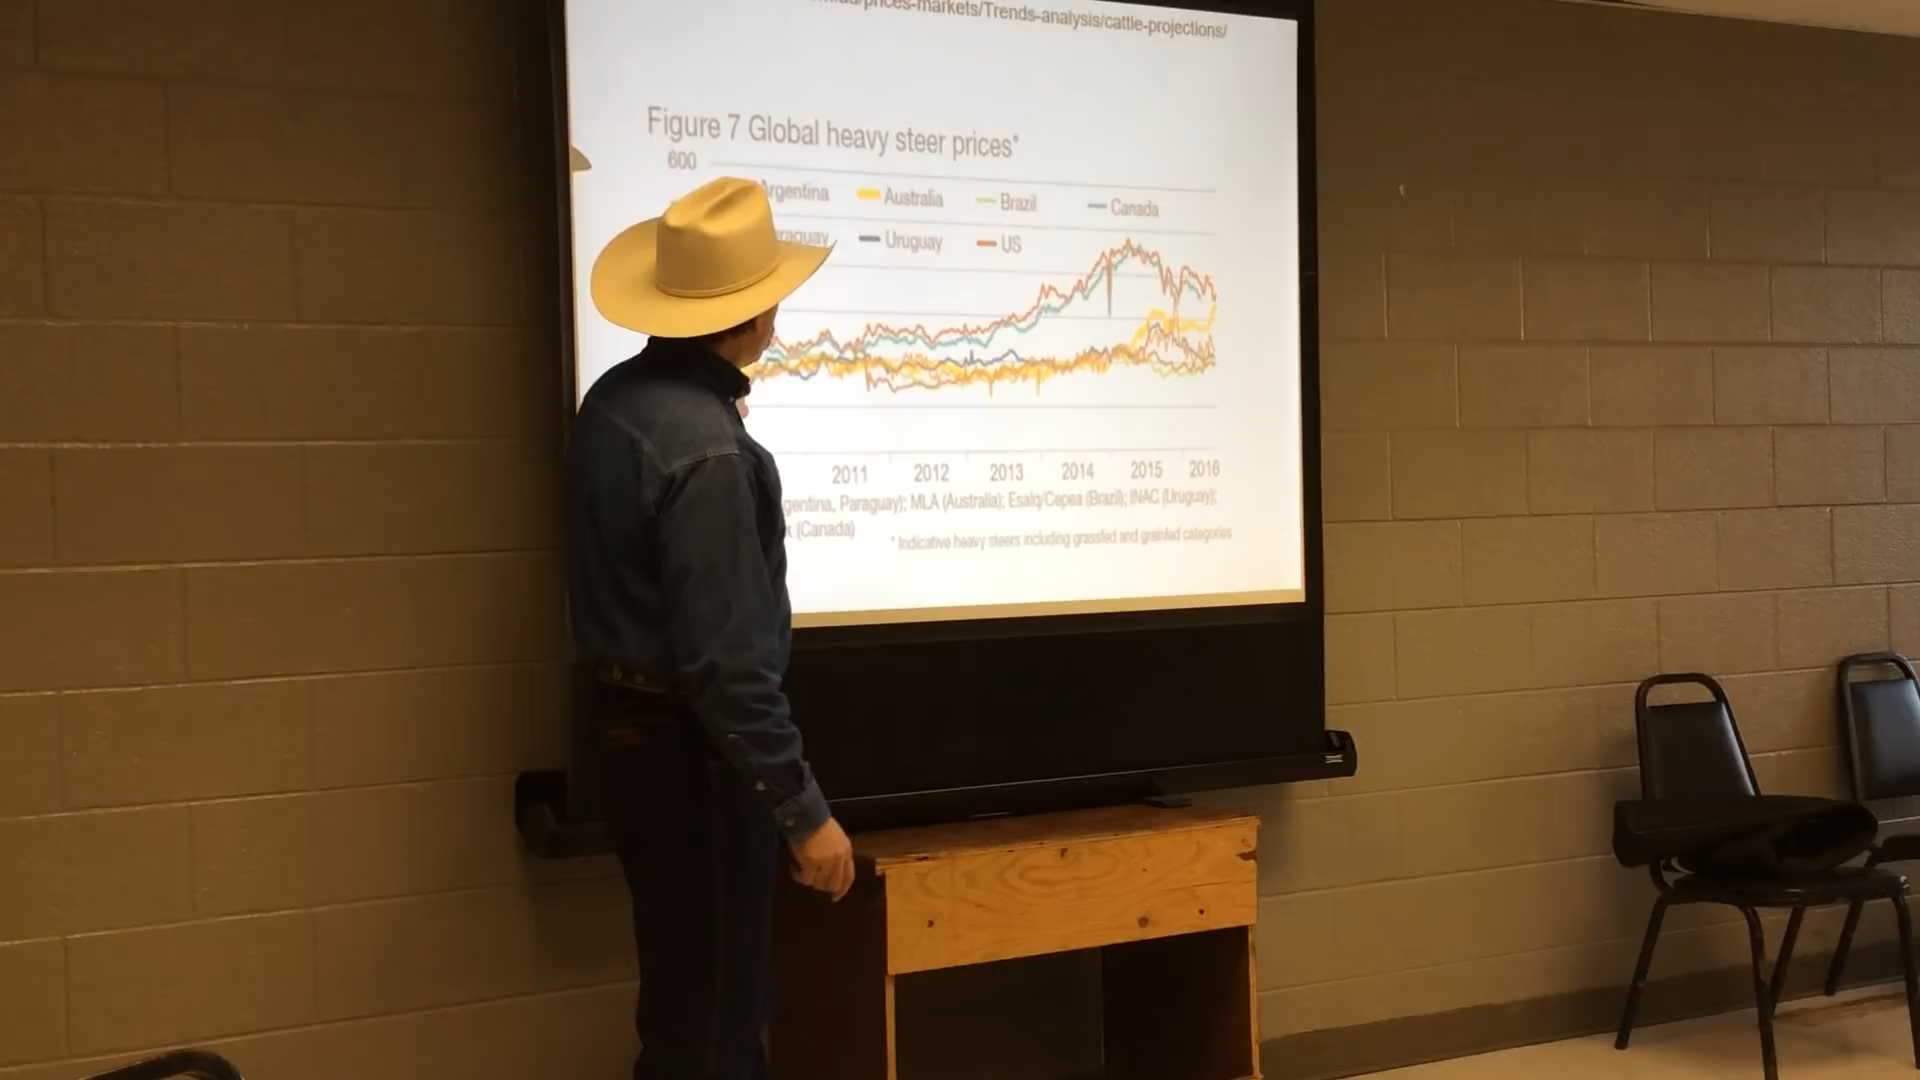 prices-markets/Trends-analysis/cattle-projections/
Figure 7 Global heavy steer prices*
600
Argentina Australia Brazil Canada
araguay Uruguay US
2011 2012 2013 2014 2015 2016
gentina, Paraguay); MLA (Australia); Esalq/Cepea (Brazil); INAC (Uruguay);
(Canada)
* Indicative heavy steers including grassfed and grainfed categories